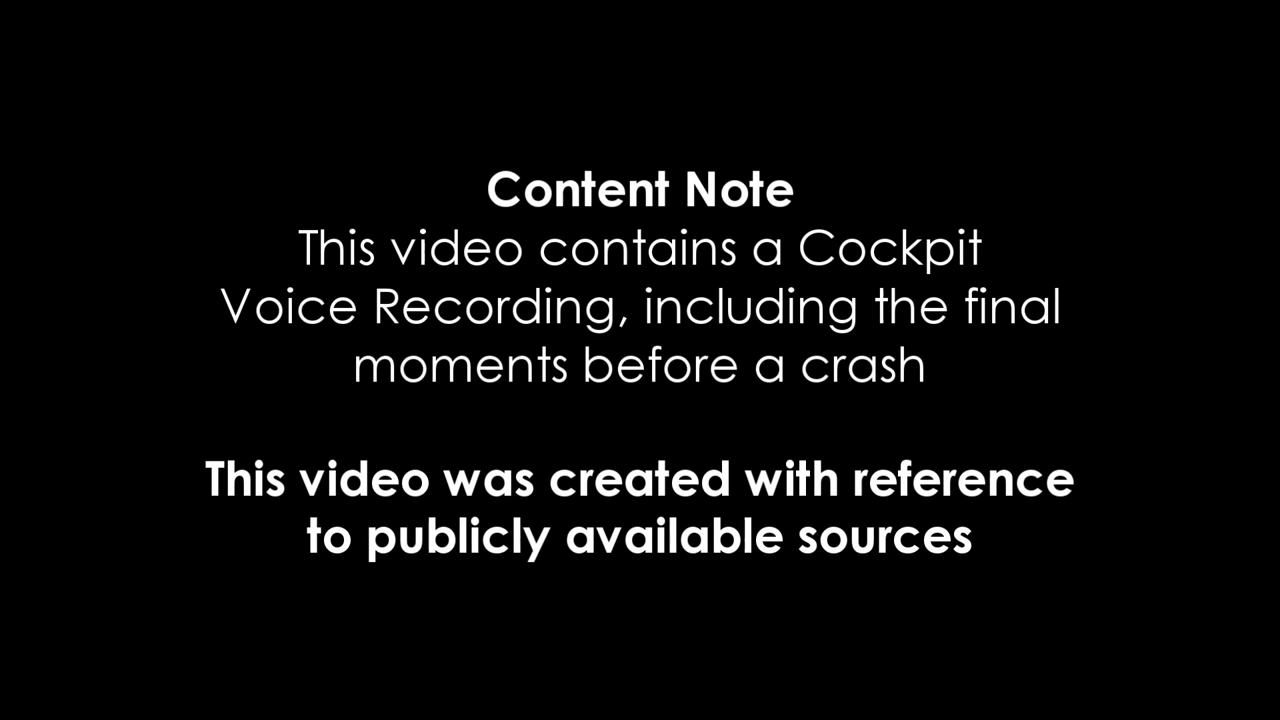 Content Note
This video contains a Cockpit
Voice Recording, including the final
moments before a crash
This video was created with reference
to publicly available sources